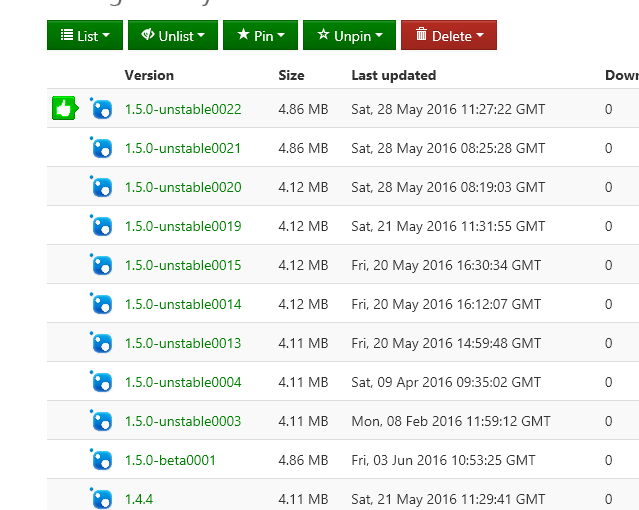 List Unlist Pin Unpin Delete
Version Size Last updated
1.5.0-unstable0022 4.86 MB Sat, 28 May 2016 11:27:22 GMT 0
1.5.0-unstable0021 4.86 MB Sat, 28 May 2016 08:25:28 GMT 0
1.5.0-unstable0020 4.12 MB Sat, 28 May 2016 08:19:03 GMT 0
1.5.0-unstable0019 4.12 MB Sat, 21 May 2016 11:31:55 GMT 0
1.5.0-unstable0015 4.12 MB Fri, 20 May 2016 16:30:34 GMT 0
1.5.0-unstable0014 4.12 MB Fri, 20 May 2016 16:12:07 GMT 0
1.5.0-unstable0013 4.11 MB Fri, 20 May 2016 14:59:48 GMT 0
1.5.0-unstable0004 4.11 MB Sat, 09 Apr 2016 09:35:02 GMT 0
1.5.0-unstable0003 4.11 MB Mon, 08 Feb 2016 11:59:12 GMT 0
1.5.0-beta0001 4.86 MB Fri, 03 Jun 2016 10:53:25 GMT 0
1.4.4 4.11 MB Sat, 21 May 2016 11:29:41 GMT 0